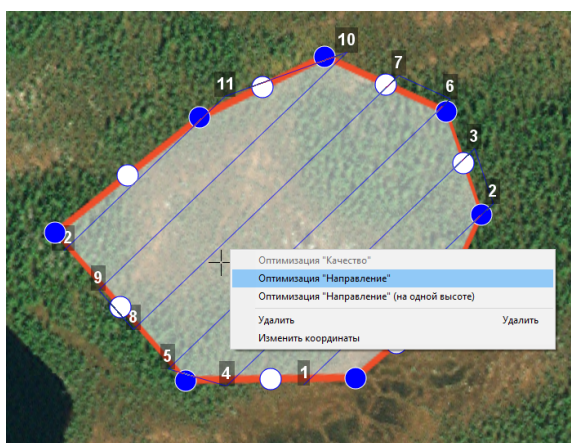 10
7
11
6
3
2
2
Оптимизация "Качество"
9
Оптимизация "Направление"
Оптимизация "Направление" (на одной высоте)
8
Удалить Удалить
Изменить координаты
5
4
1